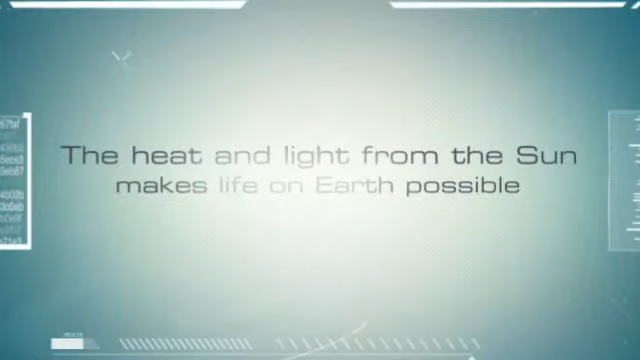 The heat and light from the Sun
makes life on Earth possible